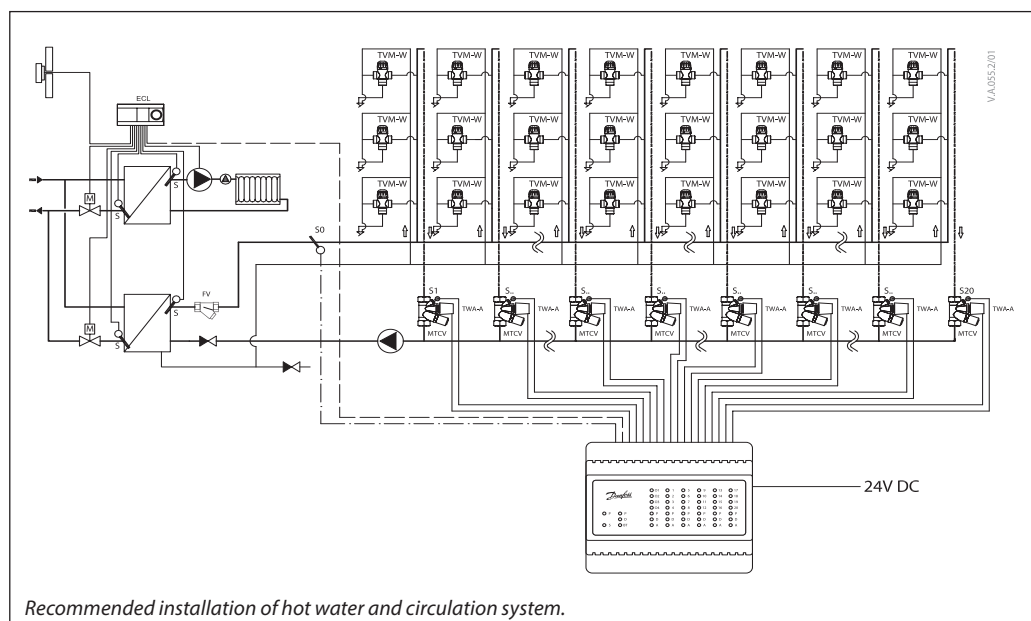 TVM-W TVM-W TVM-W TVM-W TVM-W TVM-W TVM-W TVM-W
V.A.055.2/01
ECL
TVM-W TVM-W TVM-W TVM-W TVM-W TVM-W TVM-W TVM-W
S
M
S
TVM-W TVM-W TVM-W TVM-W TVM-W TVM-W TVM-W TVM-W
S0
FV
S
M
S
S1 S.. S.. S.. S.. S.. S.. S20
TWA-A TWA-A TWA-A TWA-A TWA-A TWA-A TWA-A TWA-A
MTCV MTCV MTCV MTCV MTCV MTCV MTCV MTCV
24V DC
Danfoss
Recommended installation of hot water and circulation system.